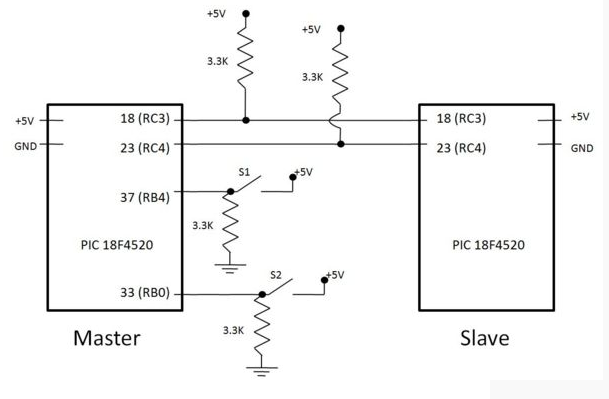 +5V
+5V
3.3K
3.3K
18 (RC3)
18 (RC3)
+5V
+5V
23 (RC4)
23 (RC4)
GND
GND
S1
+5V
37 (RB4)
3.3K
PIC 18F4520
PIC 18F4520
S2
+5V
33 (RB0)
3.3K
Master
Slave